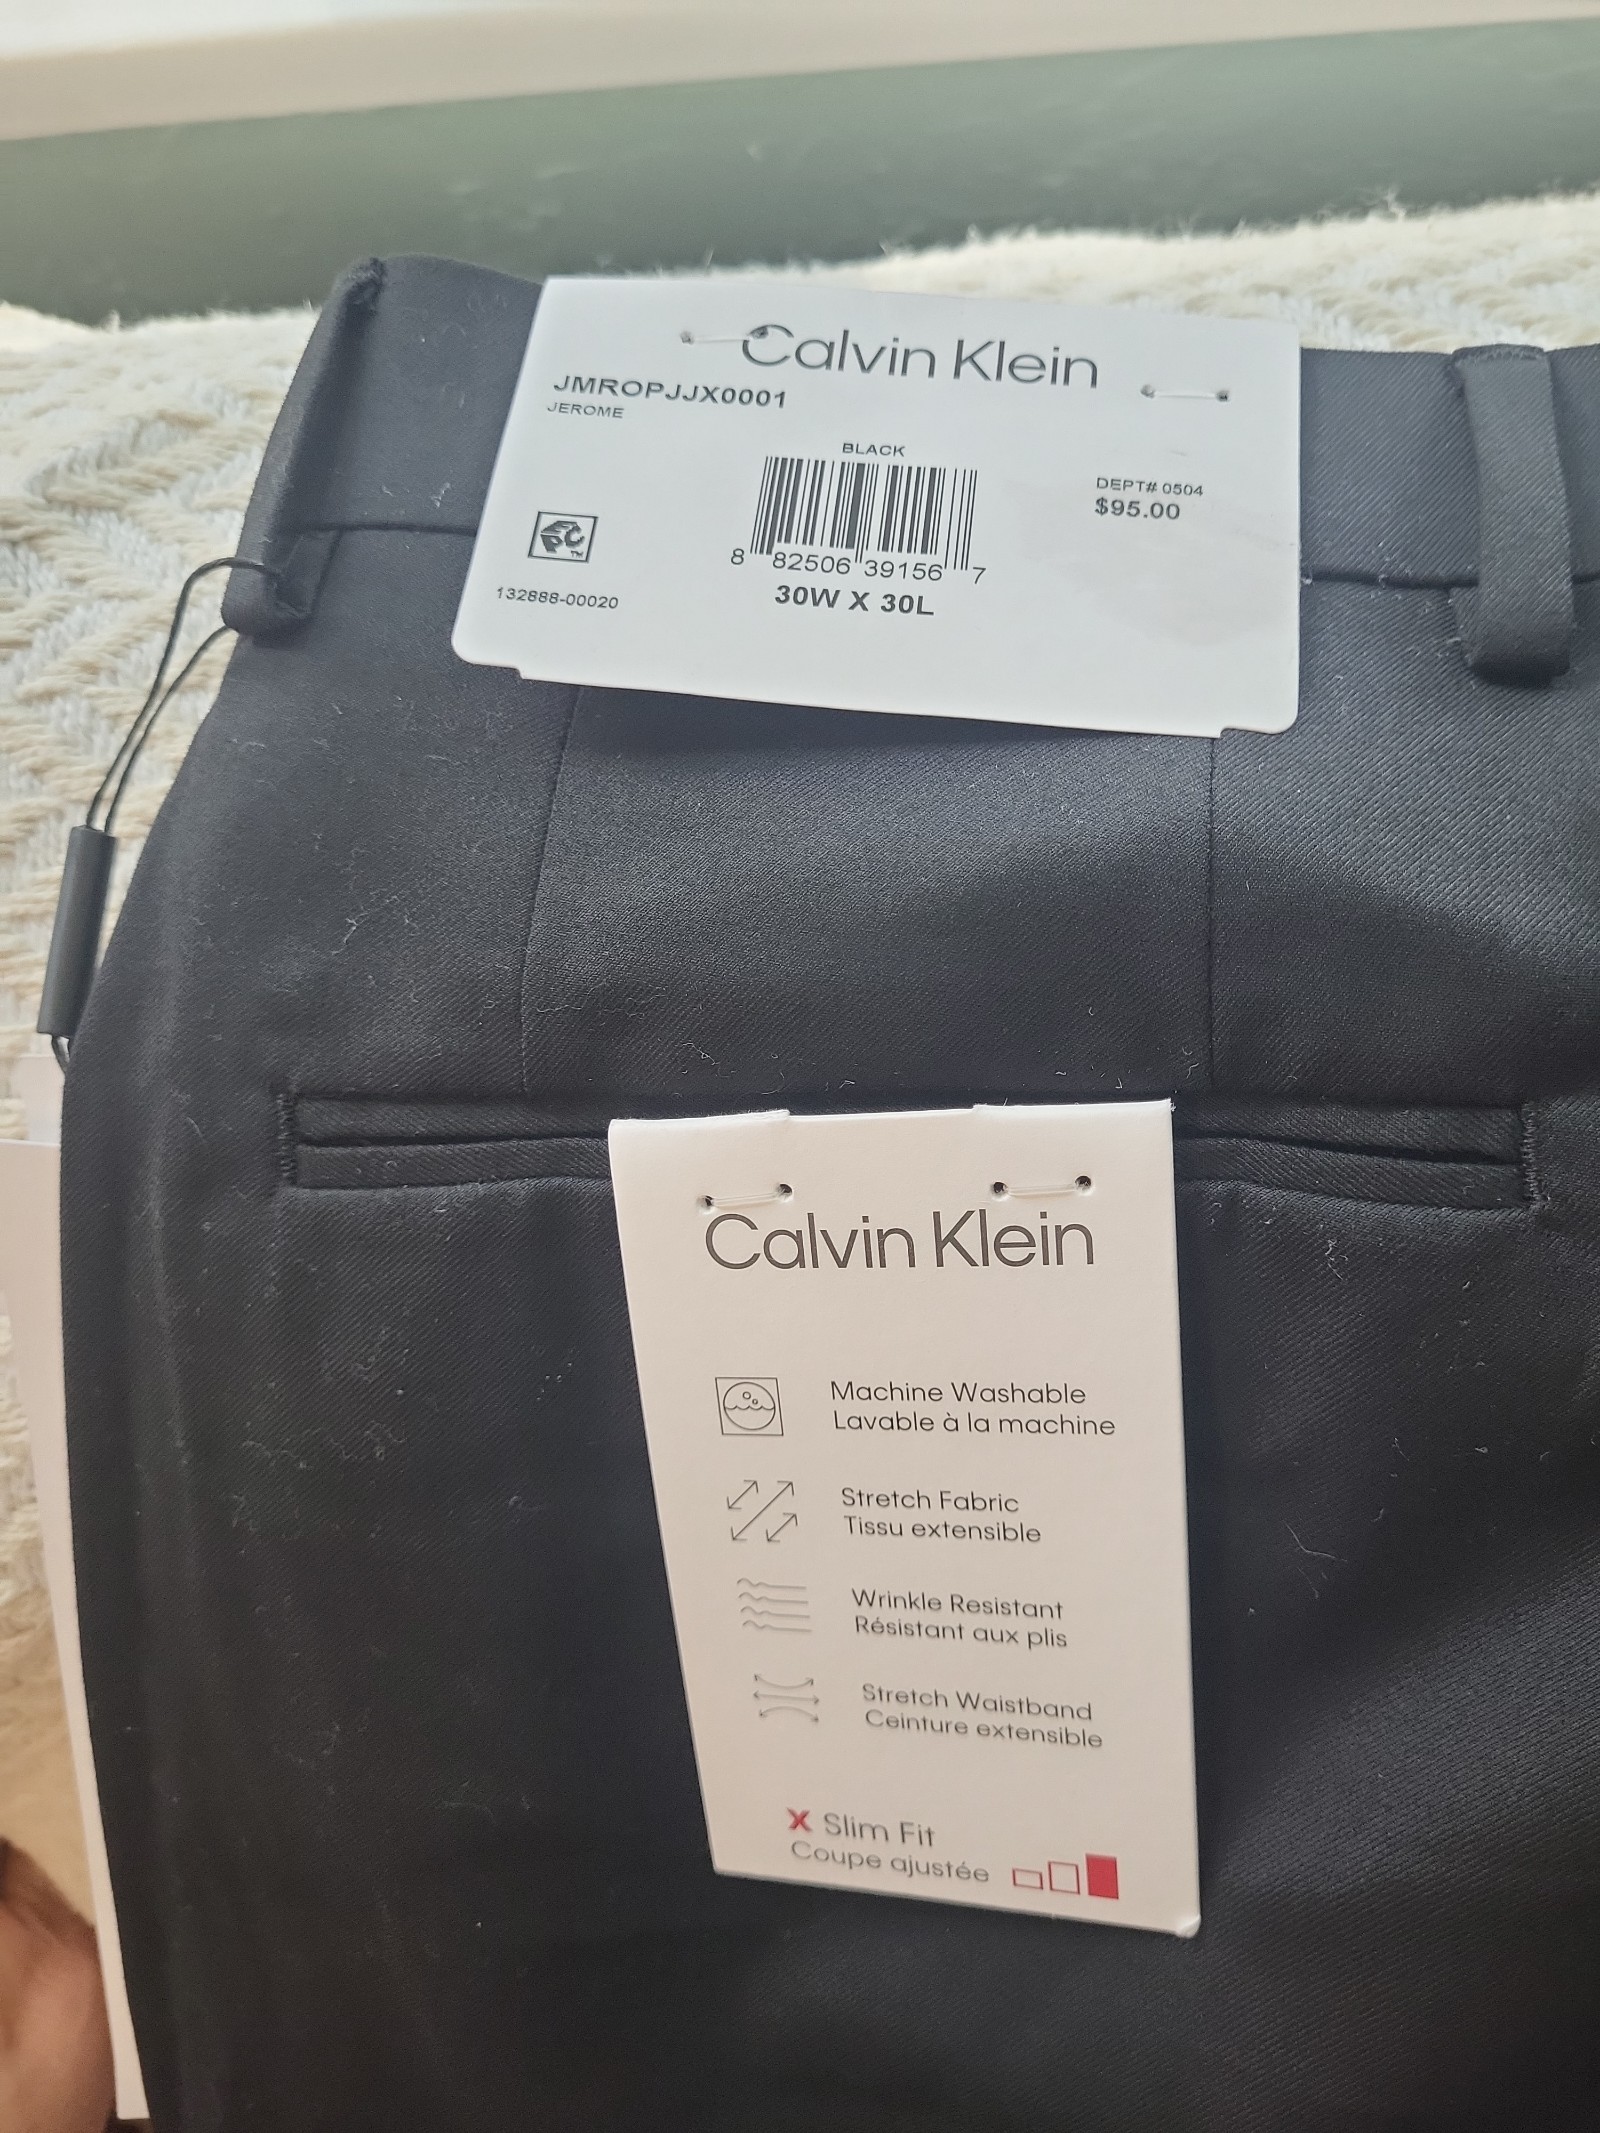 Calvin Klein
JMROPJJX0001
JEROME
BLACK
DEPT# 0504
$95.00
EPC™
8 82506 39156 7
132888-00020
30W X 30L
Calvin Klein
Machine Washable
Lavable à la machine
Stretch Fabric
Tissu extensible
Wrinkle Resistant
Résistant aux plis
Stretch Waistband
Ceinture extensible
X Slim Fit
Coupe ajustée